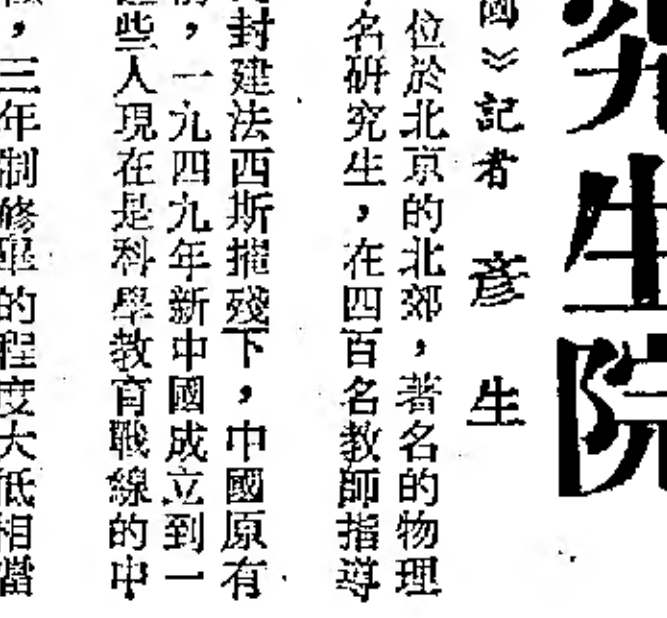 究生院
國》記者 彥生
位於北京的北郊，著名的物理
名研究生，在四百名教師指導
封建法西斯摧殘下，中國原有
，一九四九年新中國成立到一
些人現在是科學教育戰線的中
，三年制修畢的程度大低相當